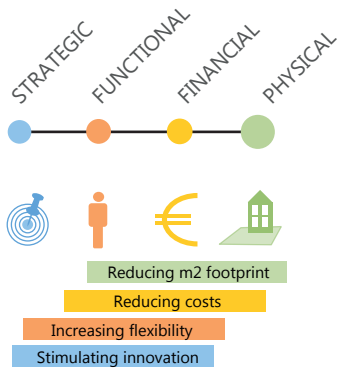 STRATEGIC
FUNCTIONAL
FINANCIAL
PHYSICAL
Reducing m2 footprint
Reducing costs
Increasing flexibility
Stimulating innovation